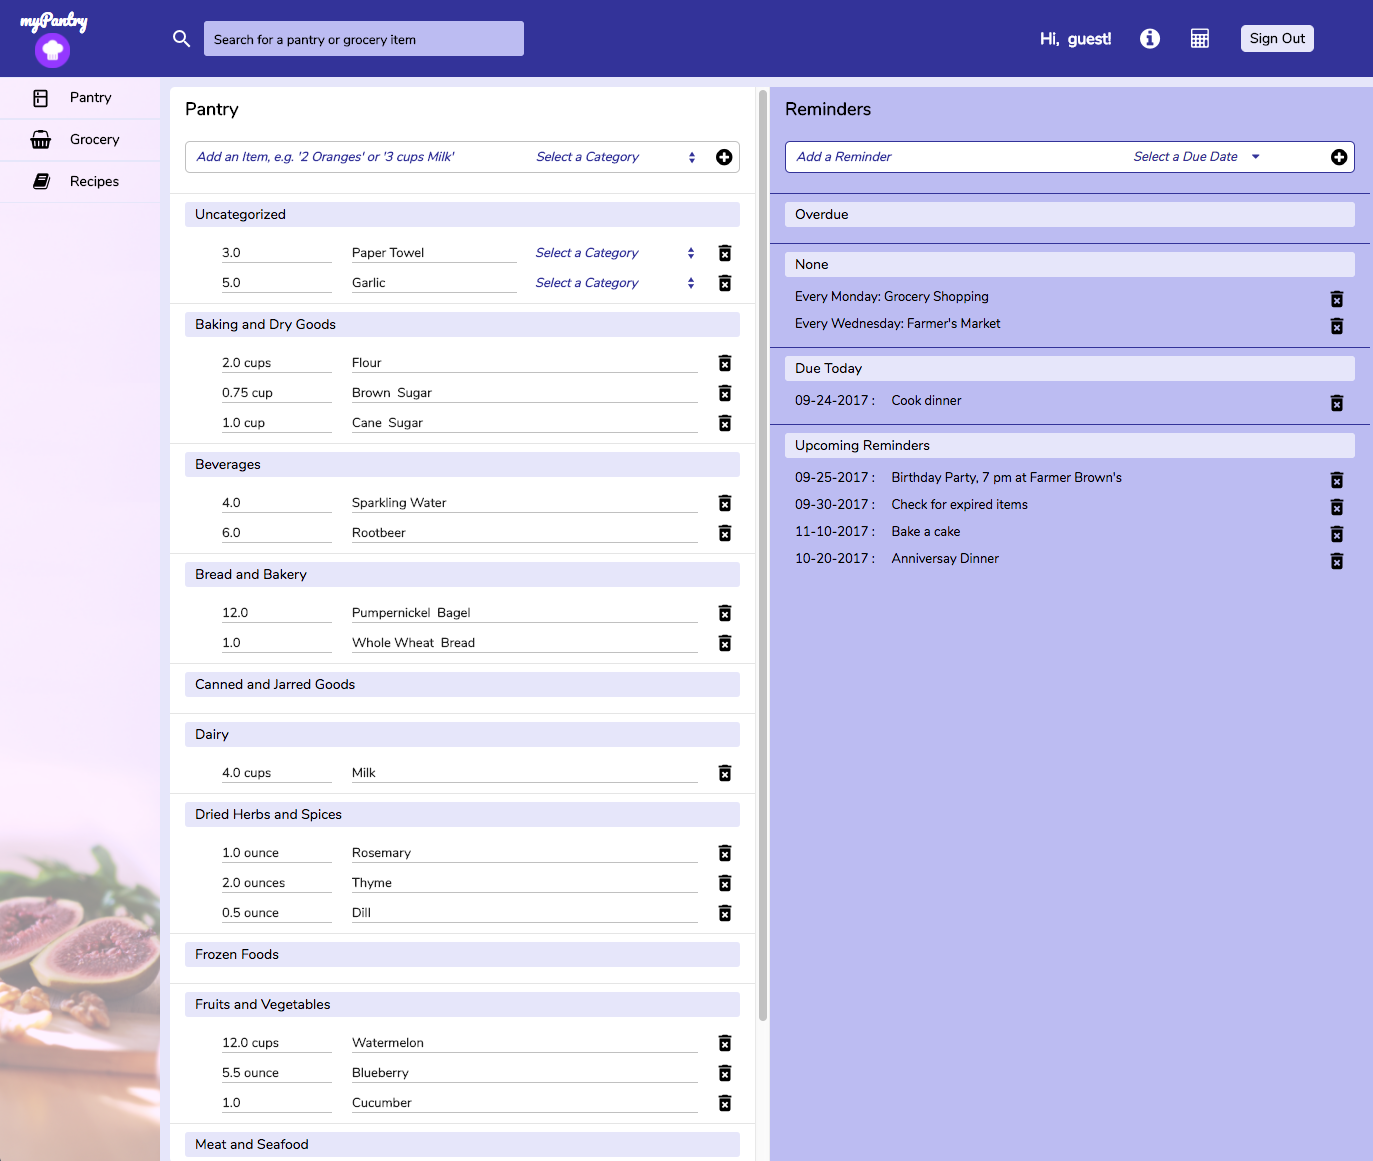 myPantry
Search for a pantry or grocery item
Hi, guest!
Sign Out
Pantry
Grocery
Recipes
Pantry
Add an Item, e.g. '2 Oranges' or '3 cups Milk' Select a Category
Uncategorized
3.0 Paper Towel Select a Category
5.0 Garlic Select a Category
Baking and Dry Goods
2.0 cups Flour
0.75 cup Brown Sugar
1.0 cup Cane Sugar
Beverages
4.0 Sparkling Water
6.0 Rootbeer
Bread and Bakery
12.0 Pumpernickel Bagel
1.0 Whole Wheat Bread
Canned and Jarred Goods
Dairy
4.0 cups Milk
Dried Herbs and Spices
1.0 ounce Rosemary
2.0 ounces Thyme
0.5 ounce Dill
Frozen Foods
Fruits and Vegetables
12.0 cups Watermelon
5.5 ounce Blueberry
1.0 Cucumber
Meat and Seafood
Reminders
Add a Reminder Select a Due Date
Overdue
None
Every Monday: Grocery Shopping
Every Wednesday: Farmer's Market
Due Today
09-24-2017 : Cook dinner
Upcoming Reminders
09-25-2017 : Birthday Party, 7 pm at Farmer Brown's
09-30-2017 : Check for expired items
11-10-2017 : Bake a cake
10-20-2017 : Anniversay Dinner